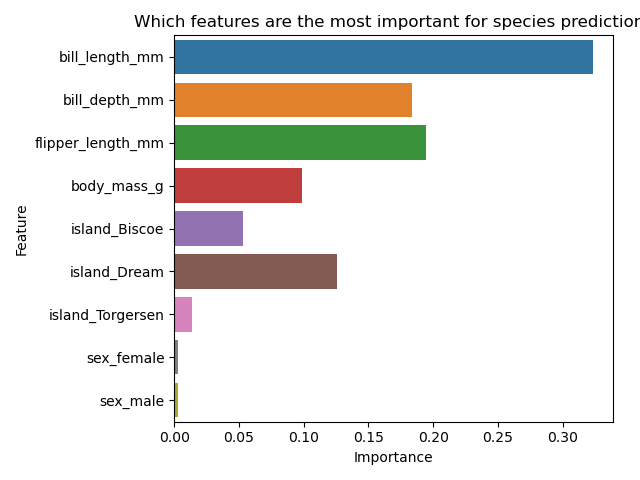 Which features are the most important for species prediction
bill_length_mm
bill_depth_mm
flipper_length_mm
body_mass_g
island_Biscoe
island_Dream
island_Torgersen
sex_female
sex_male
Feature
0.00 0.05 0.10 0.15 0.20 0.25 0.30
Importance